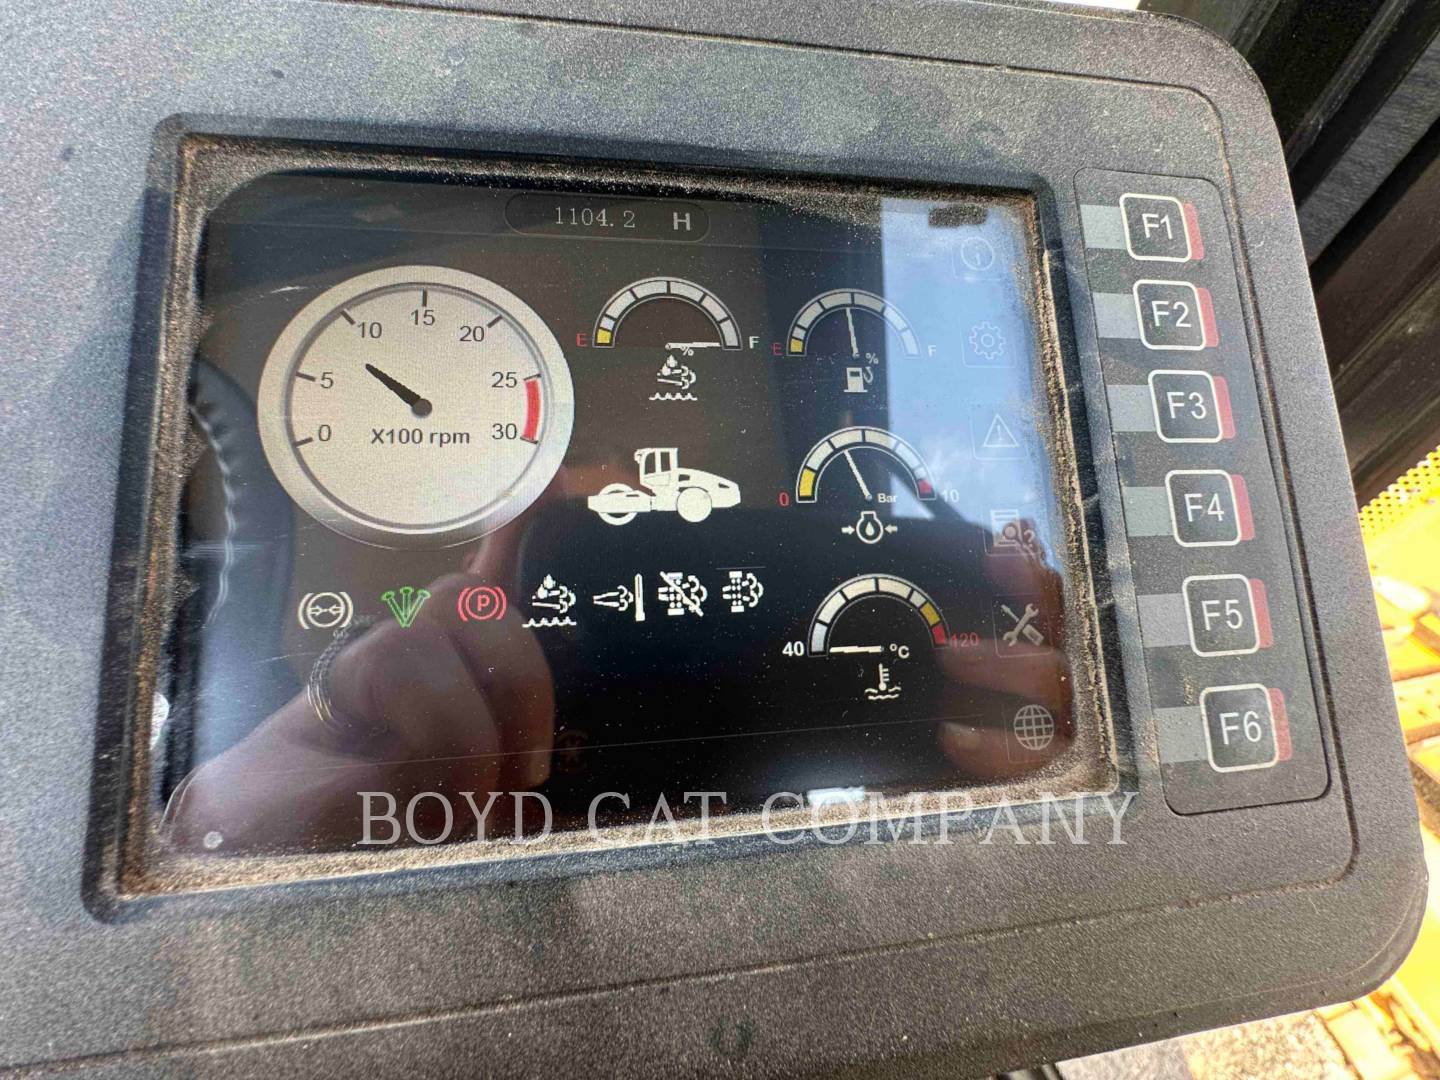 1104.2 H
F1
0 5 10 15 20 25 30
X100 rpm
E F
%
E F
%
F2
F3
0 10
Bar
F4
P
40 120
°C
F5
F6
BOYD CAT COMPANY